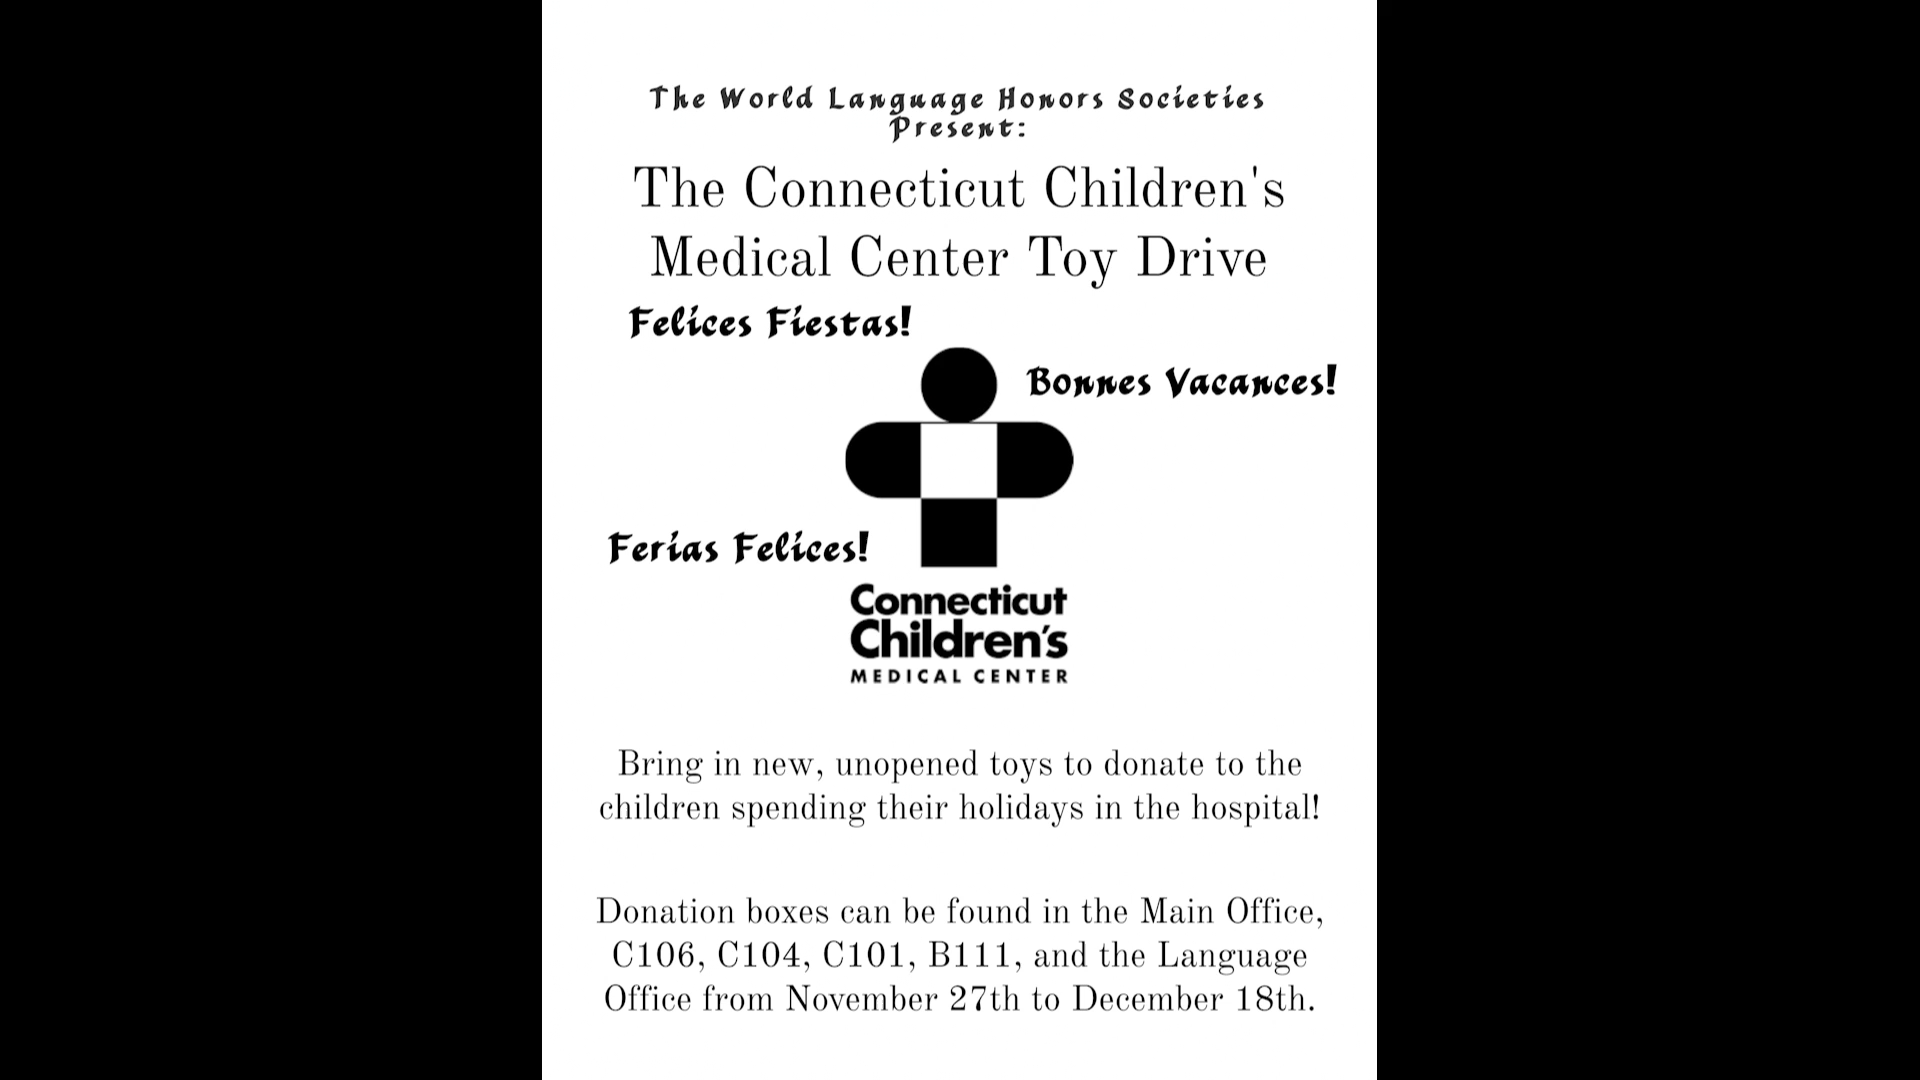 The World Language Honors Societies
Present:
The Connecticut Children's
Medical Center Toy Drive
Felices Fiestas!
Bonnes Vacances!
Ferias Felices!
Connecticut
Children's
MEDICAL CENTER
Bring in new, unopened toys to donate to the
children spending their holidays in the hospital!
Donation boxes can be found in the Main Office,
C106, C104, C101, B111, and the Language
Office from November 27th to December 18th.